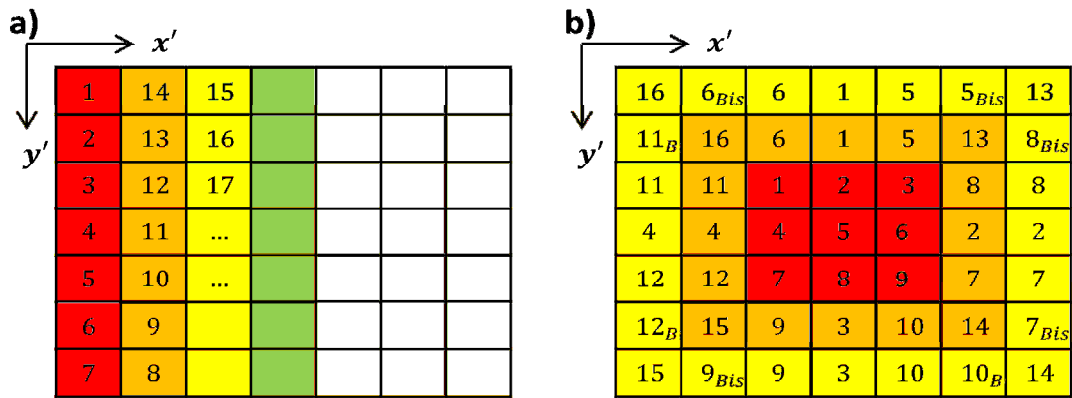 a)
x′
y′
1 14 15
2 13 16
3 12 17
4 11 ...
5 10 ...
6 9
7 8
b)
x′
y′
16 6Bis 6 1 5 5Bis 13
11B 16 6 1 5 13 8Bis
11 11 1 2 3 8 8
4 4 4 5 6 2 2
12 12 7 8 9 7 7
12B 15 9 3 10 14 7Bis
15 9Bis 9 3 10 10B 14